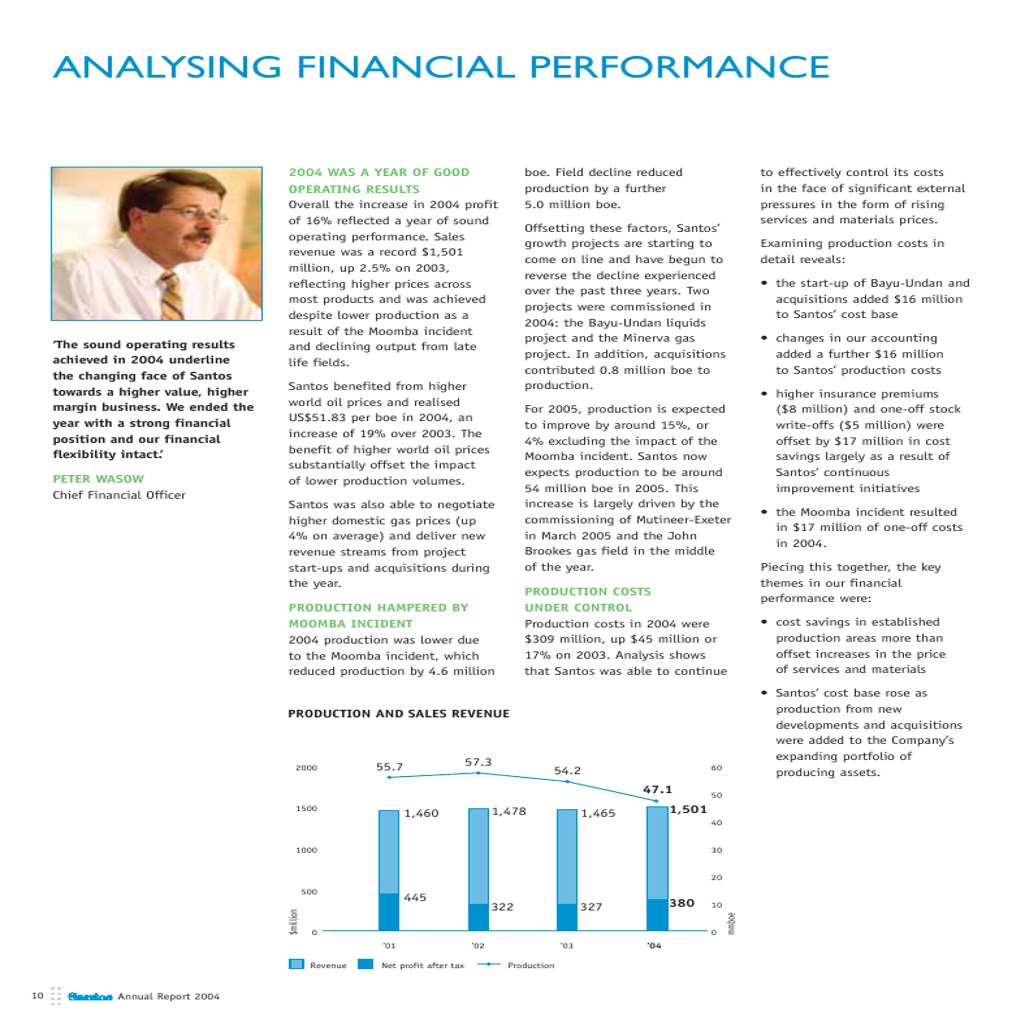 ANALYSING FINANCIAL PERFORMANCE
‘The sound operating results
achieved in 2004 underline
the changing face of Santos
towards a higher value, higher
margin business. We ended the
year with a strong financial
position and our financial
flexibility intact.’
PETER WASOW
Chief Financial Officer
2004 WAS A YEAR OF GOOD
OPERATING RESULTS
Overall the increase in 2004 profit
of 16% reflected a year of sound
operating performance. Sales
revenue was a record $1,501
million, up 2.5% on 2003,
reflecting higher prices across
most products and was achieved
despite lower production as a
result of the Moomba incident
and declining output from late
life fields.
Santos benefited from higher
world oil prices and realised
US$51.83 per boe in 2004, an
increase of 19% over 2003. The
benefit of higher world oil prices
substantially offset the impact
of lower production volumes.
Santos was also able to negotiate
higher domestic gas prices (up
4% on average) and deliver new
revenue streams from project
start-ups and acquisitions during
the year.
PRODUCTION HAMPERED BY
MOOMBA INCIDENT
2004 production was lower due
to the Moomba incident, which
reduced production by 4.6 million
boe. Field decline reduced
production by a further
5.0 million boe.
Offsetting these factors, Santos’
growth projects are starting to
come on line and have begun to
reverse the decline experienced
over the past three years. Two
projects were commissioned in
2004: the Bayu-Undan liquids
project and the Minerva gas
project. In addition, acquisitions
contributed 0.8 million boe to
production.
For 2005, production is expected
to improve by around 15%, or
4% excluding the impact of the
Moomba incident. Santos now
expects production to be around
54 million boe in 2005. This
increase is largely driven by the
commissioning of Mutineer-Exeter
in March 2005 and the John
Brookes gas field in the middle
of the year.
PRODUCTION COSTS
UNDER CONTROL
Production costs in 2004 were
$309 million, up $45 million or
17% on 2003. Analysis shows
that Santos was able to continue
to effectively control its costs
in the face of significant external
pressures in the form of rising
services and materials prices.
Examining production costs in
detail reveals:
• the start-up of Bayu-Undan and
acquisitions added $16 million
to Santos’ cost base
• changes in our accounting
added a further $16 million
to Santos’ production costs
• higher insurance premiums
($8 million) and one-off stock
write-offs ($5 million) were
offset by $17 million in cost
savings largely as a result of
Santos’ continuous
improvement initiatives
• the Moomba incident resulted
in $17 million of one-off costs
in 2004.
Piecing this together, the key
themes in our financial
performance were:
• cost savings in established
production areas more than
offset increases in the price
of services and materials
• Santos’ cost base rose as
production from new
developments and acquisitions
were added to the Company’s
expanding portfolio of
producing assets.
PRODUCTION AND SALES REVENUE
2000 55.7 57.3 54.2 47.1 60
50
1500 1,460 1,478 1,465 1,501 40
1000 30
20
500 445 322 327 380 10
$million 0 0 mmboe
’01 ’02 ’03 ’04
Revenue Net profit after tax Production
10 Santos Annual Report 2004